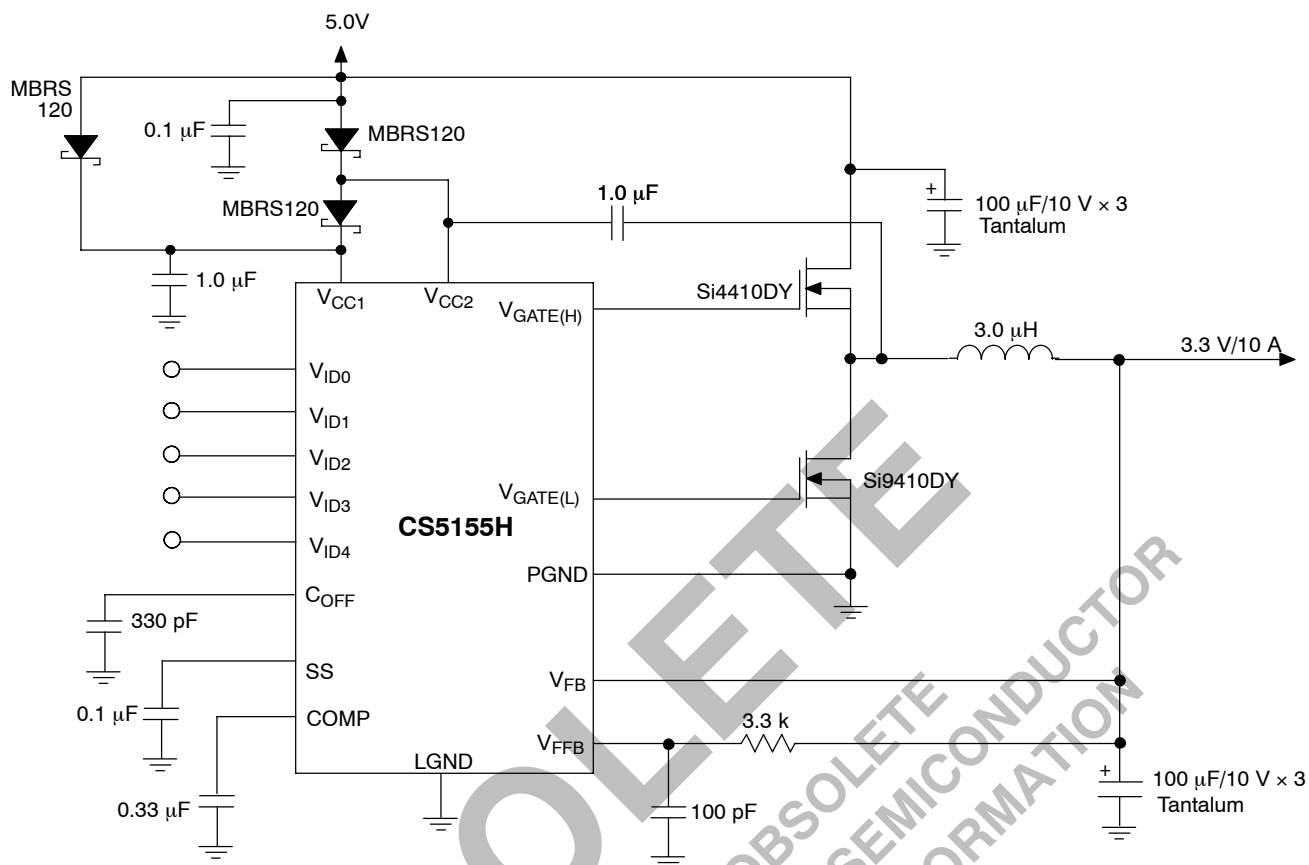 5.0V
MBRS
120
0.1 μF
MBRS120
MBRS120
1.0 μF
1.0 μF
+
100 μF/10 V × 3
Tantalum
VCC1
VCC2
VGATE(H)
Si4410DY
3.0 μH
3.3 V/10 A
VID0
VID1
VID2
VID3
VID4
VGATE(L)
Si9410DY
CS5155H
PGND
COFF
330 pF
SS
0.1 μF
COMP
0.33 μF
LGND
VFB
VFFB
3.3 k
100 pF
+
100 μF/10 V × 3
Tantalum
OLETE
OBSOLETE
SEMICONDUCTOR
ORMATION